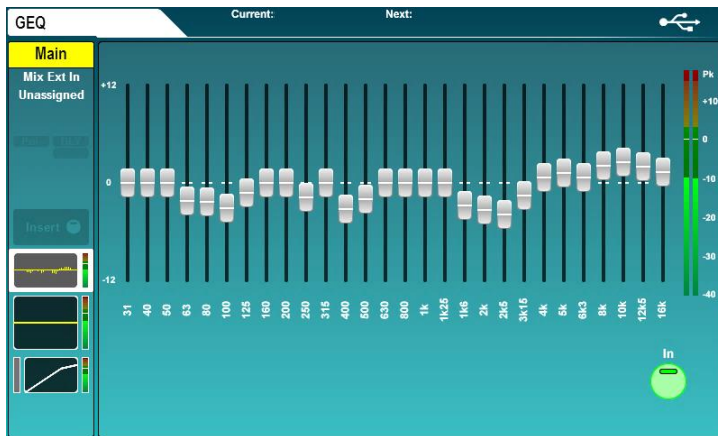 GEQ
Current:
Next:
Main
Mix Ext In
Unassigned
Insert
+12
0
-12
31 40 50 63 80 100 125 160 200 250 315 400 500 630 800 1k 1k25 1k6 2k 2k5 3k15 4k 5k 6k3 8k 10k 12k5 16k
Pk
+10
0
-10
-20
-30
-40
In